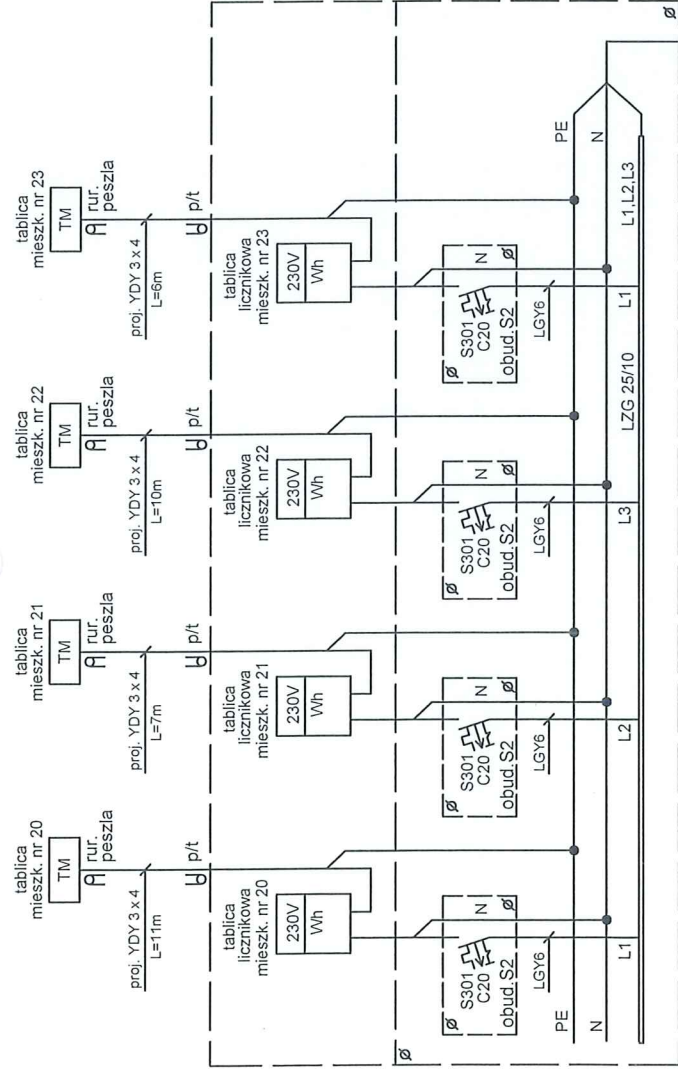 tablica
mieszk. nr 20
TM
rur.
peszla
proj. YDY 3 x 4
L=11m
p/t
tablica
licznikowa
mieszk. nr 20
230V
Wh
S301
C20
N
obud.S2
LGY6
L1
tablica
mieszk. nr 21
TM
rur.
peszla
proj. YDY 3 x 4
L=7m
p/t
tablica
licznikowa
mieszk. nr 21
230V
Wh
S301
C20
N
obud.S2
LGY6
L2
tablica
mieszk. nr 22
TM
rur.
peszla
proj. YDY 3 x 4
L=10m
p/t
tablica
licznikowa
mieszk. nr 22
230V
Wh
S301
C20
N
obud.S2
LGY6
L3
tablica
mieszk. nr 23
TM
rur.
peszla
proj. YDY 3 x 4
L=6m
p/t
tablica
licznikowa
mieszk. nr 23
230V
Wh
S301
C20
N
obud.S2
LGY6
L1
PE
N
LZG 25/10
PE
N
L1,L2,L3